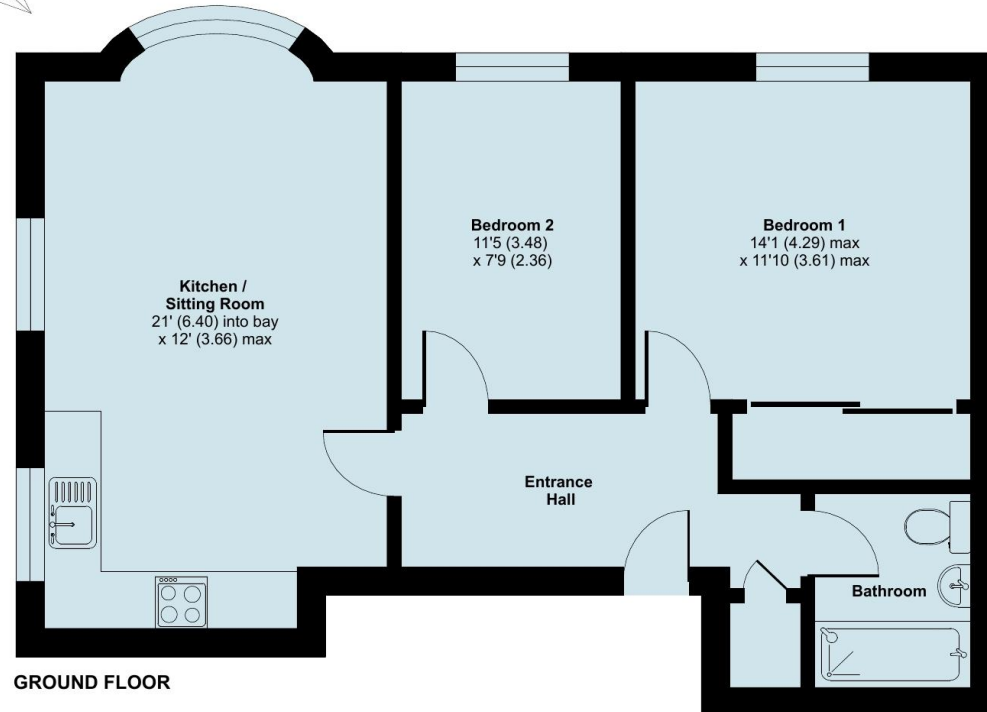 Bedroom 2
11'5 (3.48)
x 7'9 (2.36)
Bedroom 1
14'1 (4.29) max
x 11'10 (3.61) max
Kitchen /
Sitting Room
21' (6.40) into bay
x 12' (3.66) max
Entrance
Hall
Bathroom
GROUND FLOOR